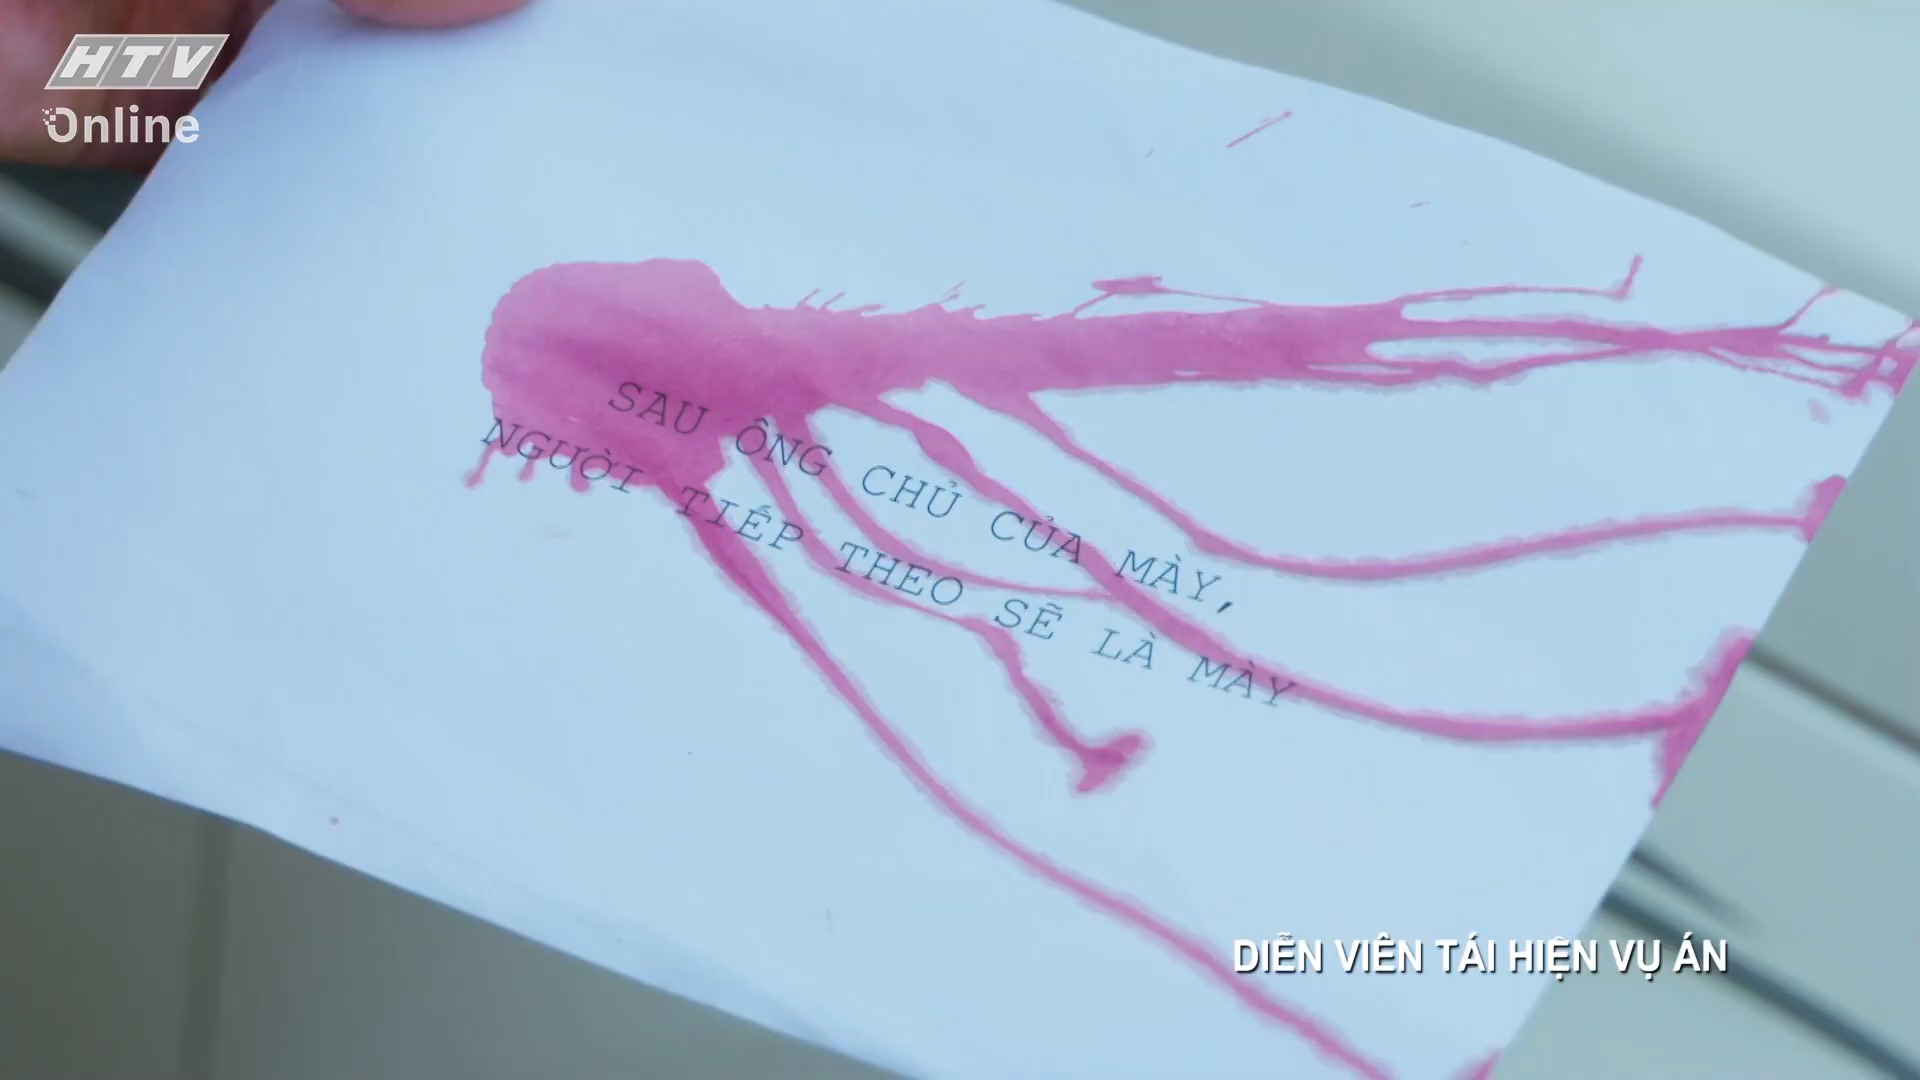 HTV
Online
SAU ÔNG CHỦ CỦA MÀY,
NGƯỜI TIẾP THEO SẼ LÀ MÀY
DIỄN VIÊN TÁI HIỆN VỤ ÁN